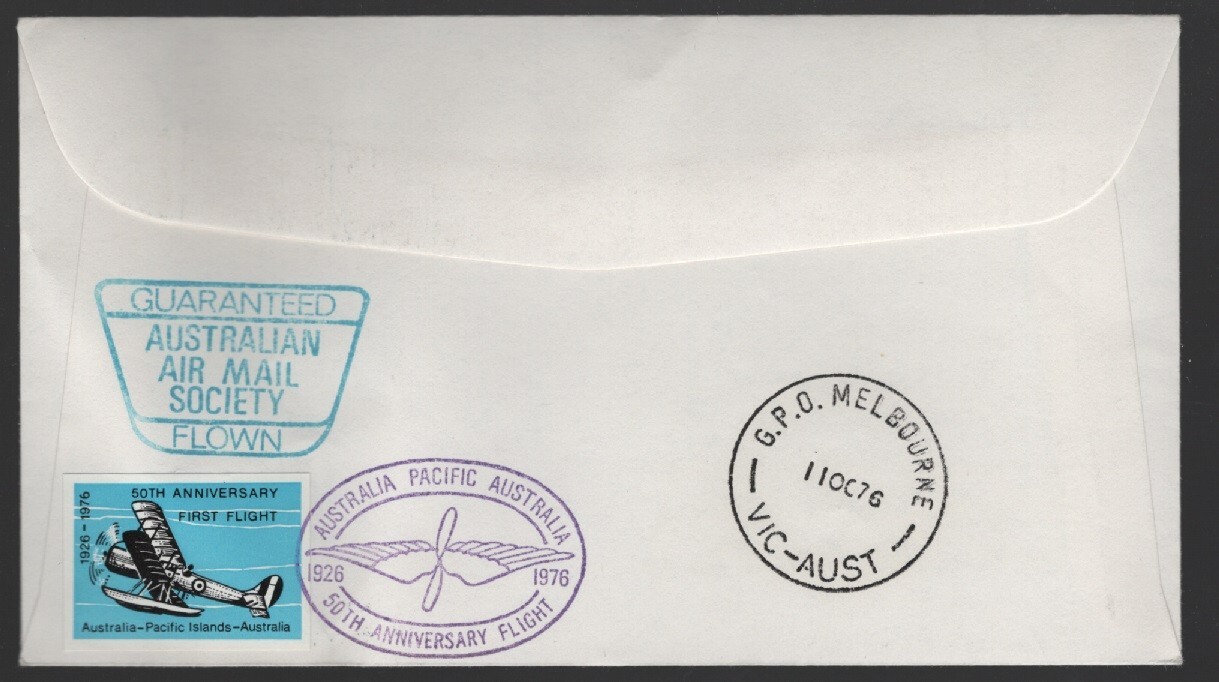 GUARANTEED
AUSTRALIAN
AIR MAIL
SOCIETY
FLOWN
1926-1976
50TH ANNIVERSARY
FIRST FLIGHT
Australia-Pacific Islands-Australia
AUSTRALIA PACIFIC AUSTRALIA
1926 1976
50TH ANNIVERSARY FLIGHT
G.P.O. MELBOURNE
11OC76
VIC-AUST